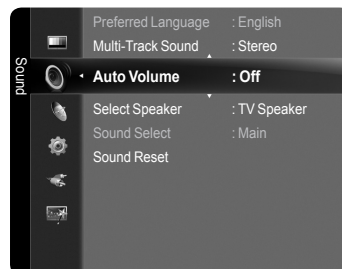 Sound
Preferred Language : English
Multi-Track Sound : Stereo
Auto Volume : Off
Select Speaker : TV Speaker
Sound Select : Main
Sound Reset